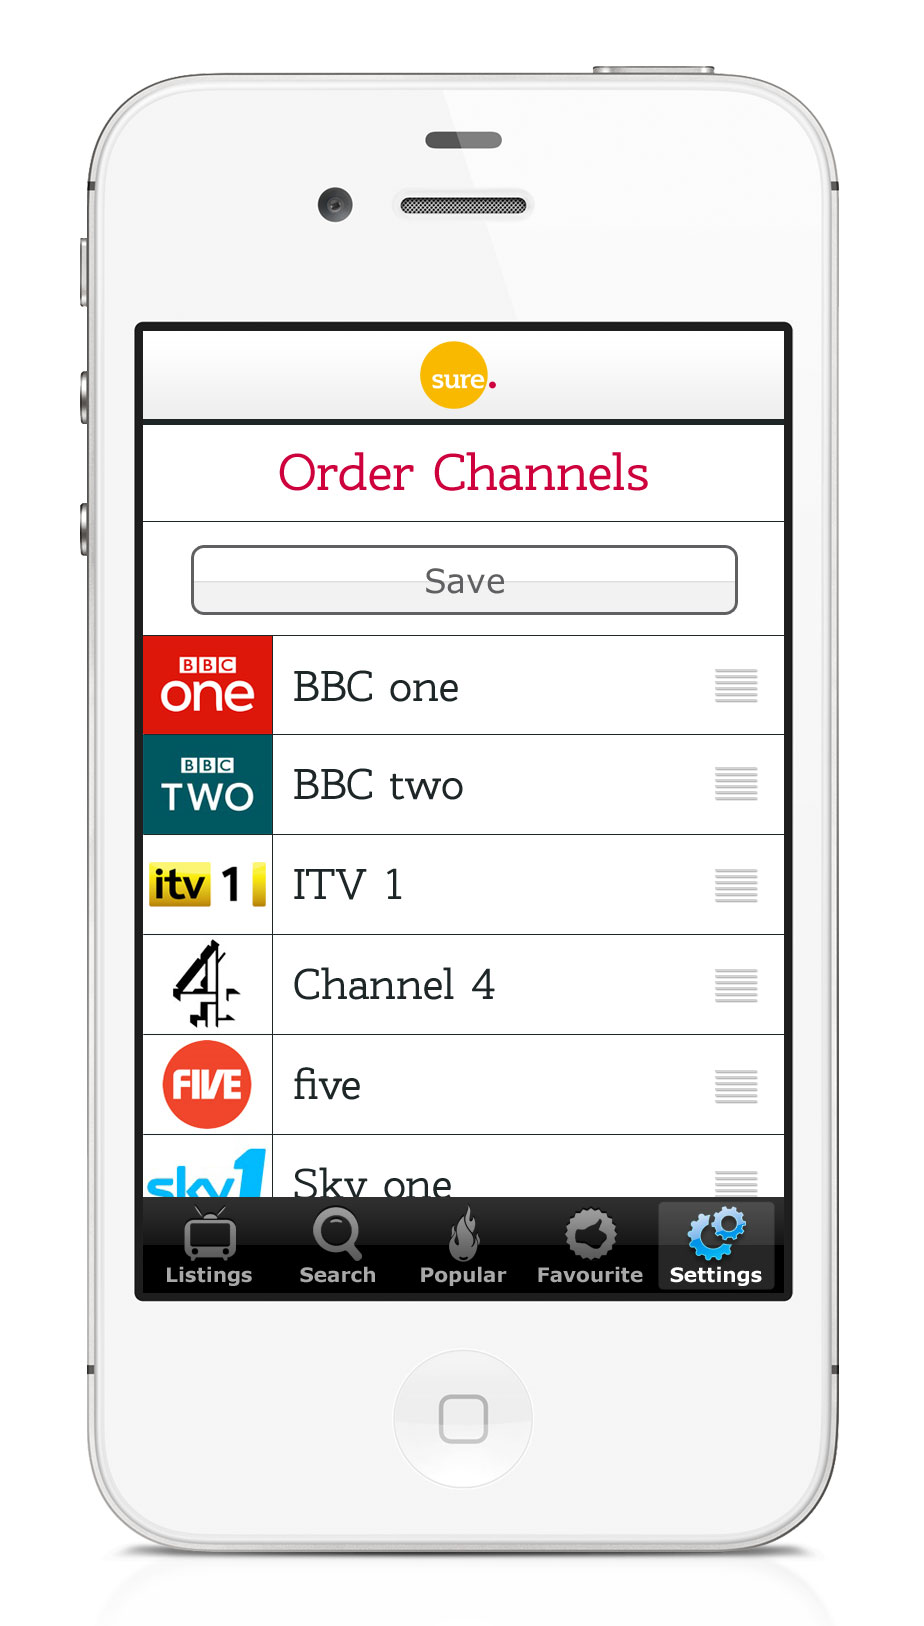 sure.
Order Channels
Save
BBC
one
BBC one
BBC
TWO
BBC two
itv 1
ITV 1
4
Channel 4
FIVE
five
sky1
Sky one
Listings Search Popular Favourite Settings